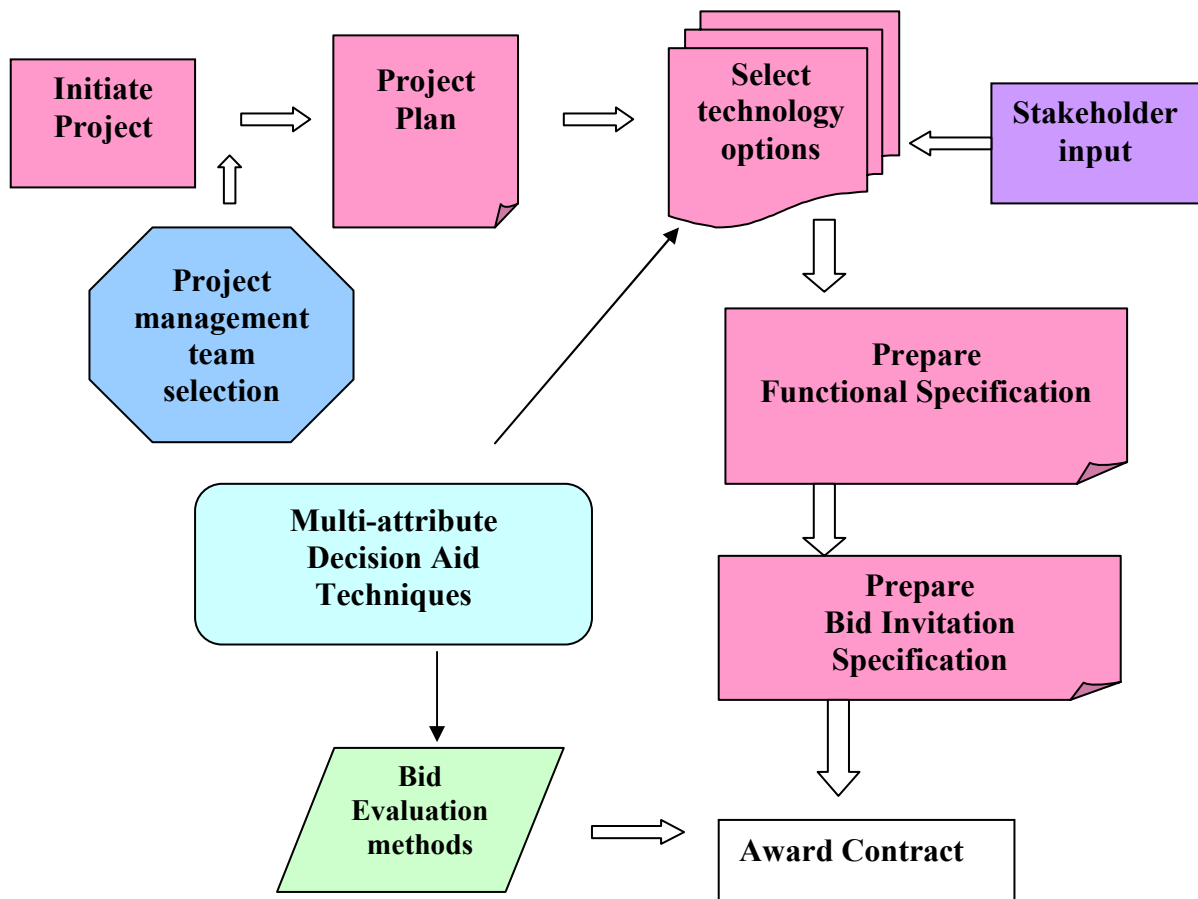 Initiate
Project
Project
Plan
Select
technology
options
Stakeholder
input
Project
management
team
selection
Prepare
Functional Specification
Multi-attribute
Decision Aid
Techniques
Prepare
Bid Invitation
Specification
Bid
Evaluation
methods
Award Contract